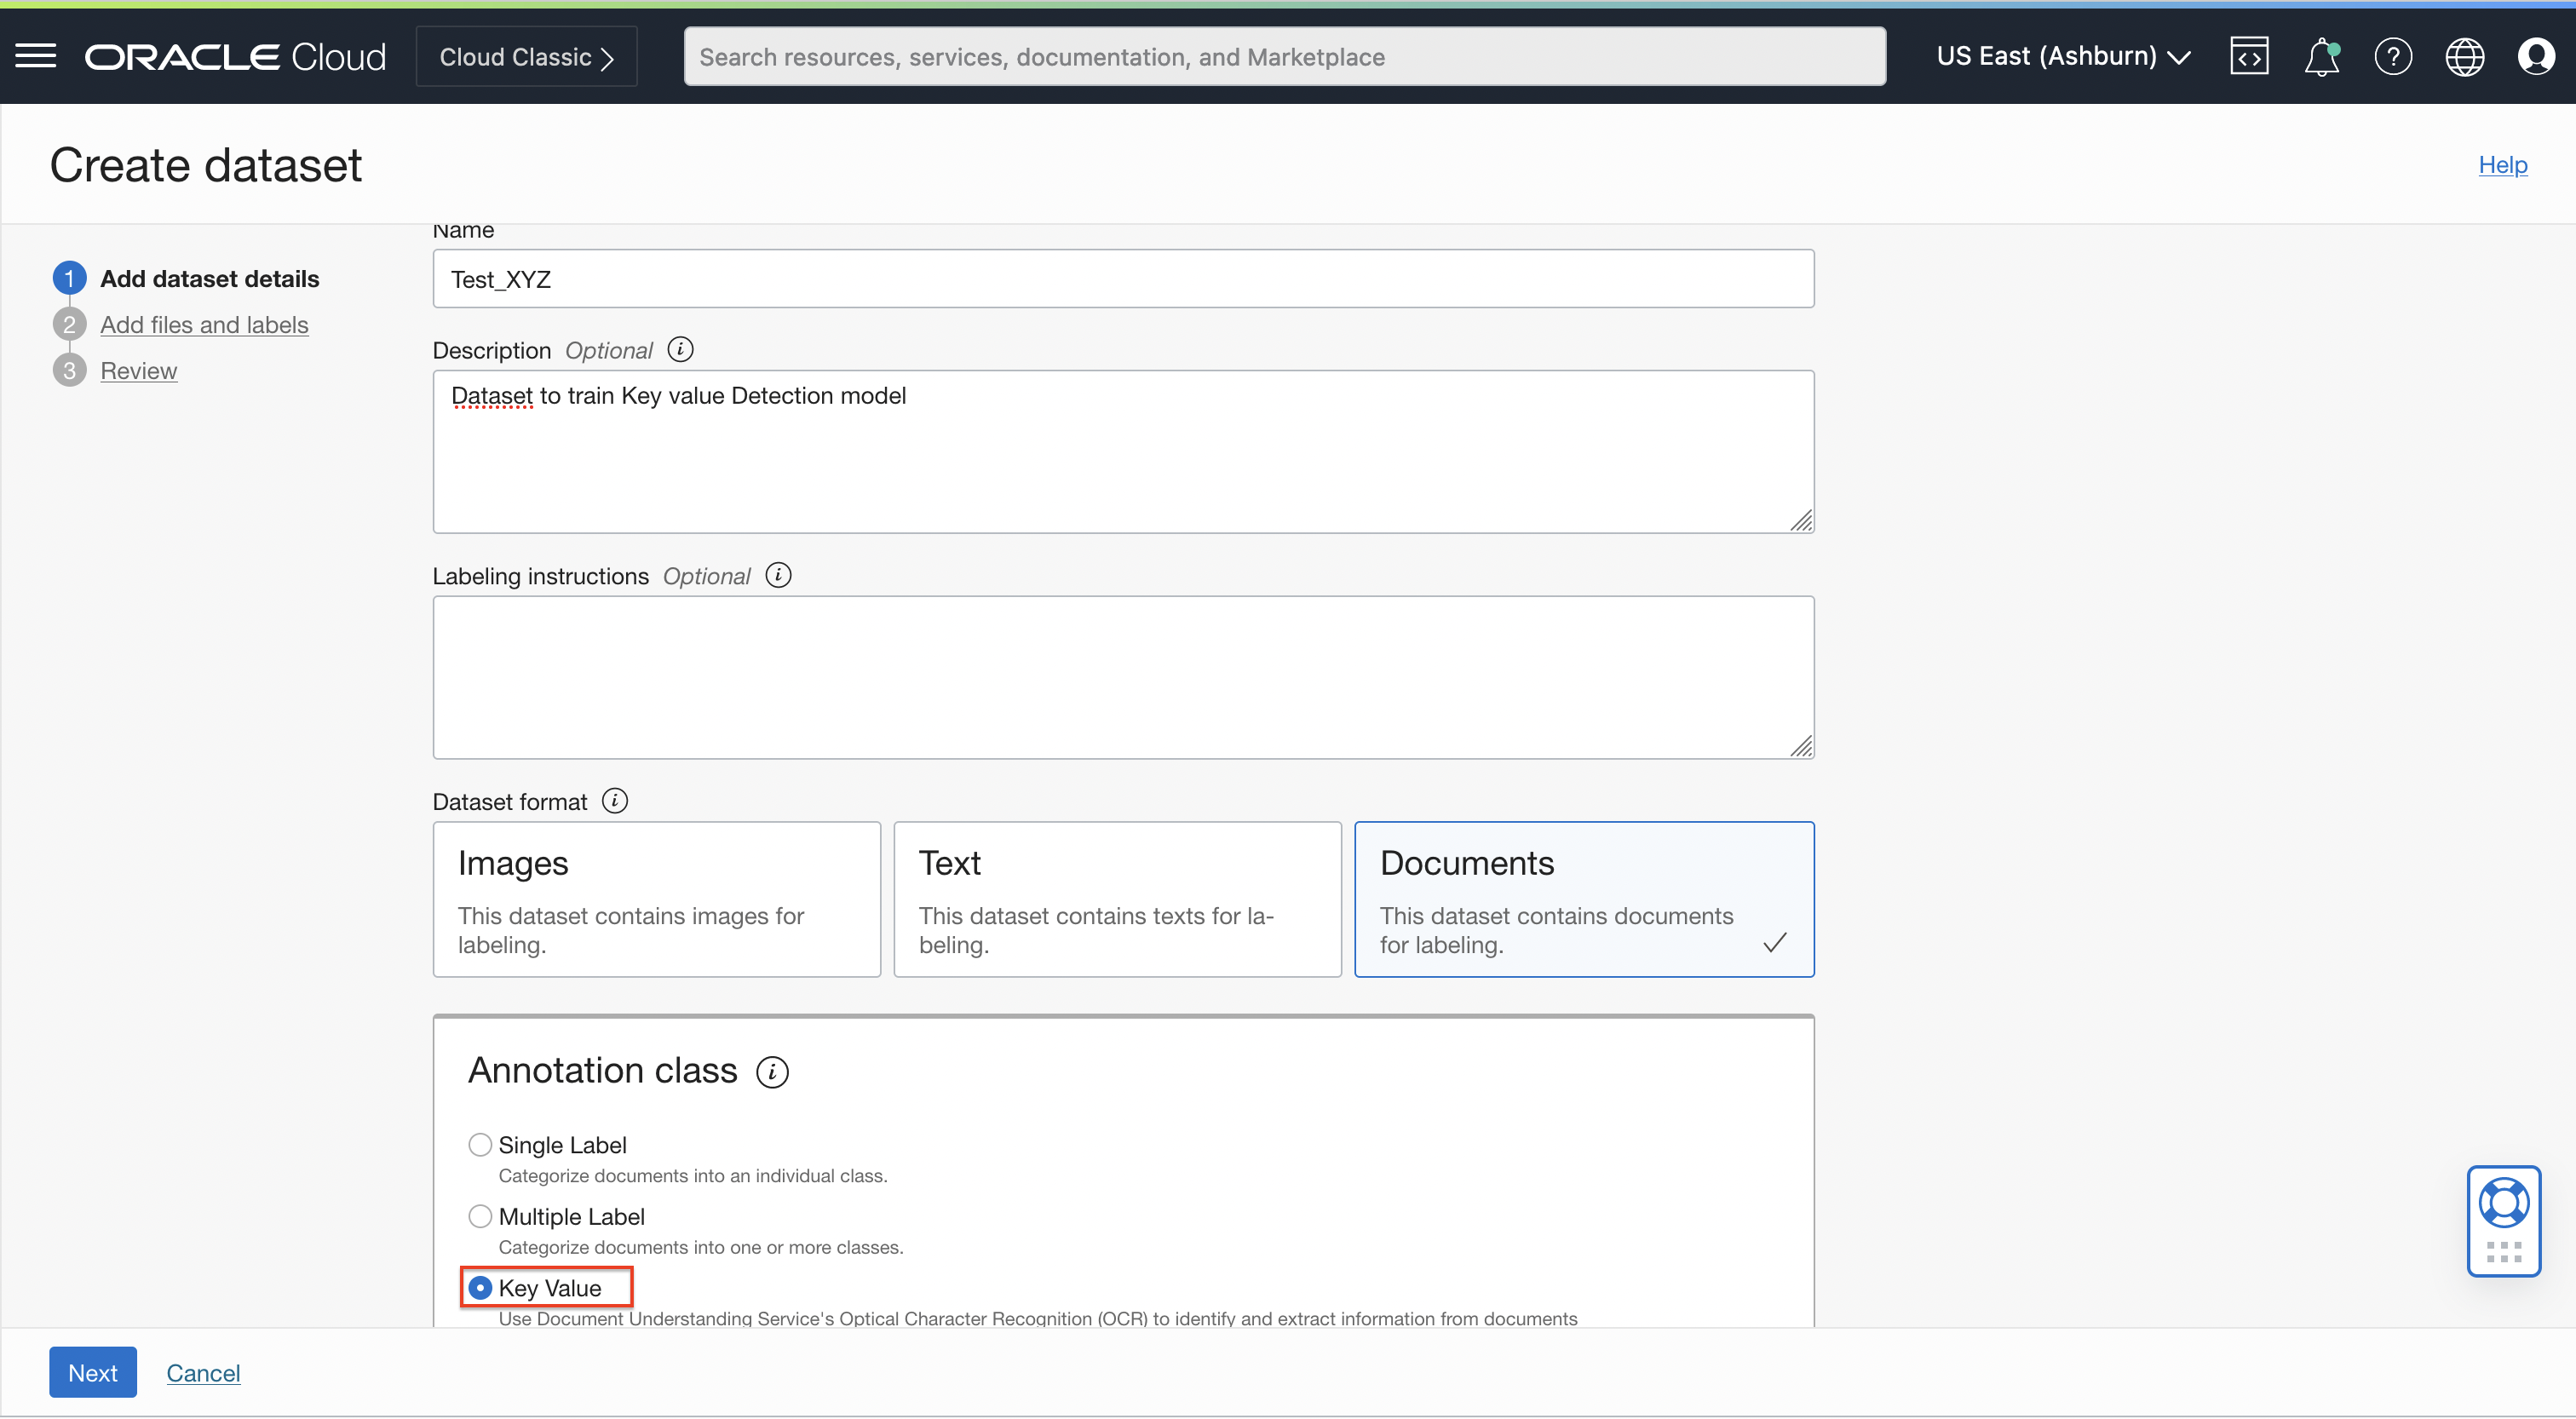 ORACLE Cloud
Cloud Classic
Search resources, services, documentation, and Marketplace
US East (Ashburn)
Create dataset
Help
1 Add dataset details
2 Add files and labels
3 Review
Name
Test_XYZ
Description Optional
Dataset to train Key value Detection model
Labeling instructions Optional
Dataset format
Images
This dataset contains images for
labeling.
Text
This dataset contains texts for la-
beling.
Documents
This dataset contains documents
for labeling.
Annotation class
Single Label
Categorize documents into an individual class.
Multiple Label
Categorize documents into one or more classes.
Key Value
Use Document Understanding Service's Optical Character Recognition (OCR) to identify and extract information from documents
Next
Cancel